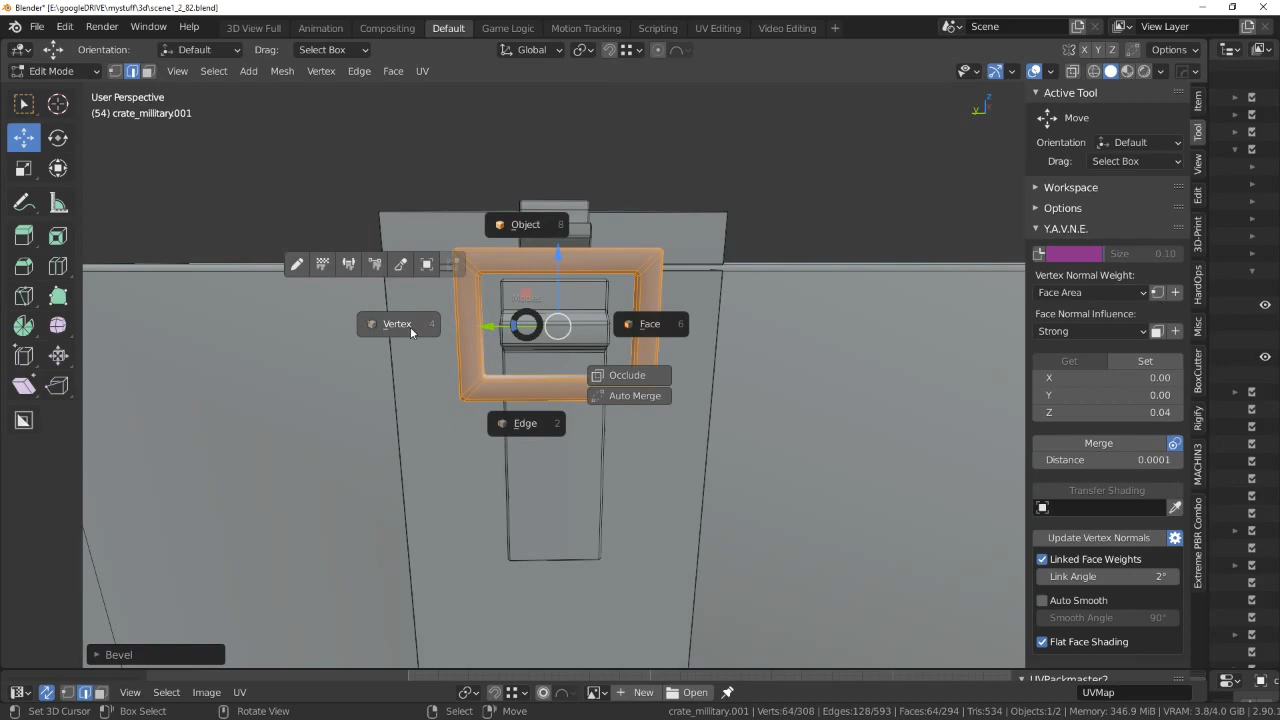 Blender* [E:\googleDRIVE\mystuff\3d\scene1_2_82.blend]
File Edit Render Window Help 3D View Full Animation Compositing Default Game Logic Motion Tracking Scripting UV Editing Video Editing + Scene View Layer
Orientation: Default Drag: Select Box Global X Y Z Options
Edit Mode View Select Add Mesh Vertex Edge Face UV
User Perspective
(54) crate_military.001
z
y
Object 8
Modes
Vertex 4
Face 6
Occlude
Auto Merge
Edge 2
Bevel
Active Tool
Move
Orientation Default
Drag: Select Box
Workspace
Options
Y.A.V.N.E.
Size 0.10
Vertex Normal Weight:
Face Area
Face Normal Influence:
Strong
Get Set
X 0.00
Y 0.00
Z 0.04
Merge
Distance 0.0001
Transfer Shading
Update Vertex Normals
Linked Face Weights
Link Angle 2°
Auto Smooth
Smooth Angle 90°
Flat Face Shading
UVPackmaster2
Item
Tool
View
Edit
3D-Print
HardOps
Misc
BoxCutter
Rigify
MACHIN3
Extreme PBR Combo
View Select Image UV New Open UVMap
Set 3D Cursor Box Select Rotate View Select Move crate_military.001 | Verts:64/308 | Edges:128/593 | Faces:64/294 | Tris:534 | Objects:1/2 | Memory: 346.9 MiB | VRAM: 3.8/4.0 GiB | 2.90.1